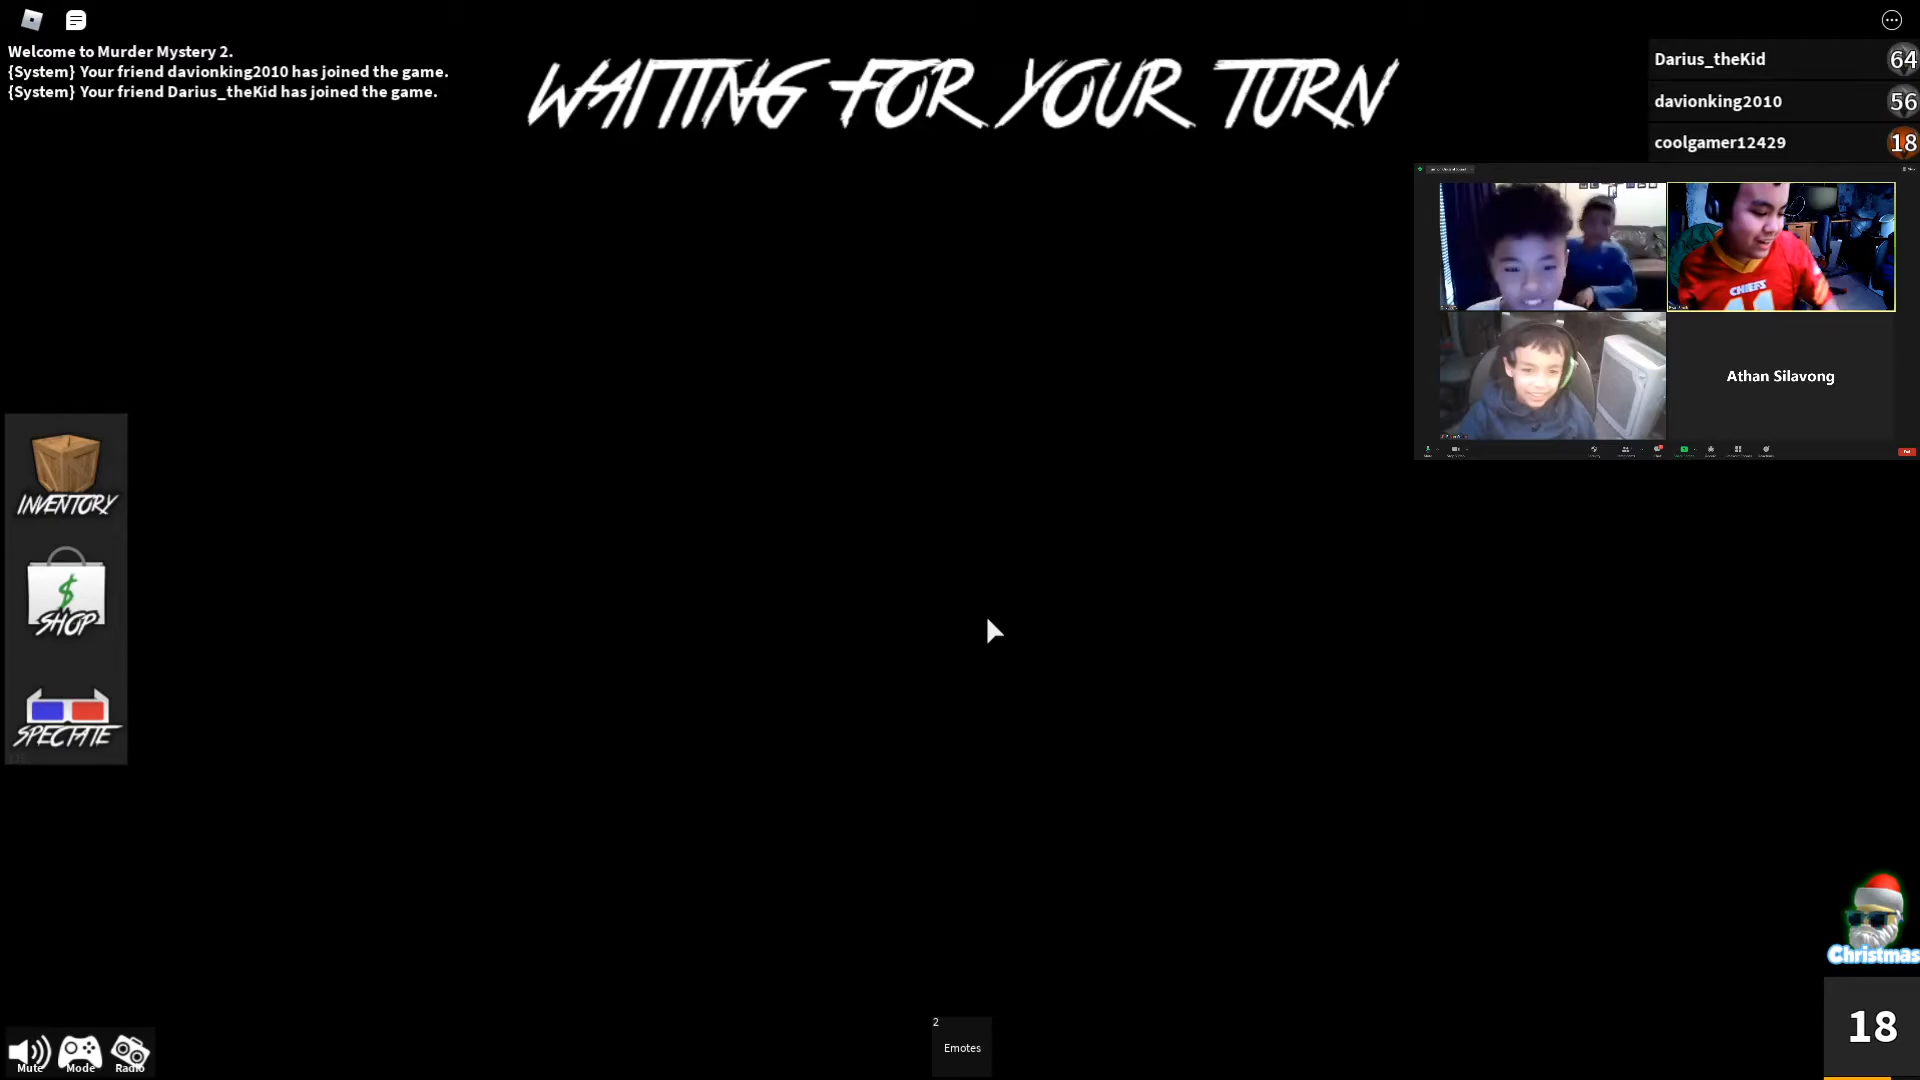 Welcome to Murder Mystery 2.
{System} Your friend davionking2010 has joined the game.
{System} Your friend Darius_theKid has joined the game.
WAITING FOR YOUR TURN
Darius_theKid 64
davionking2010 56
coolgamer12429 18
CHIEFS
Athan Silavong
INVENTORY
$
SHOP
SPECTATE
Christmas
18
2
Emotes
Mute Mode Radio